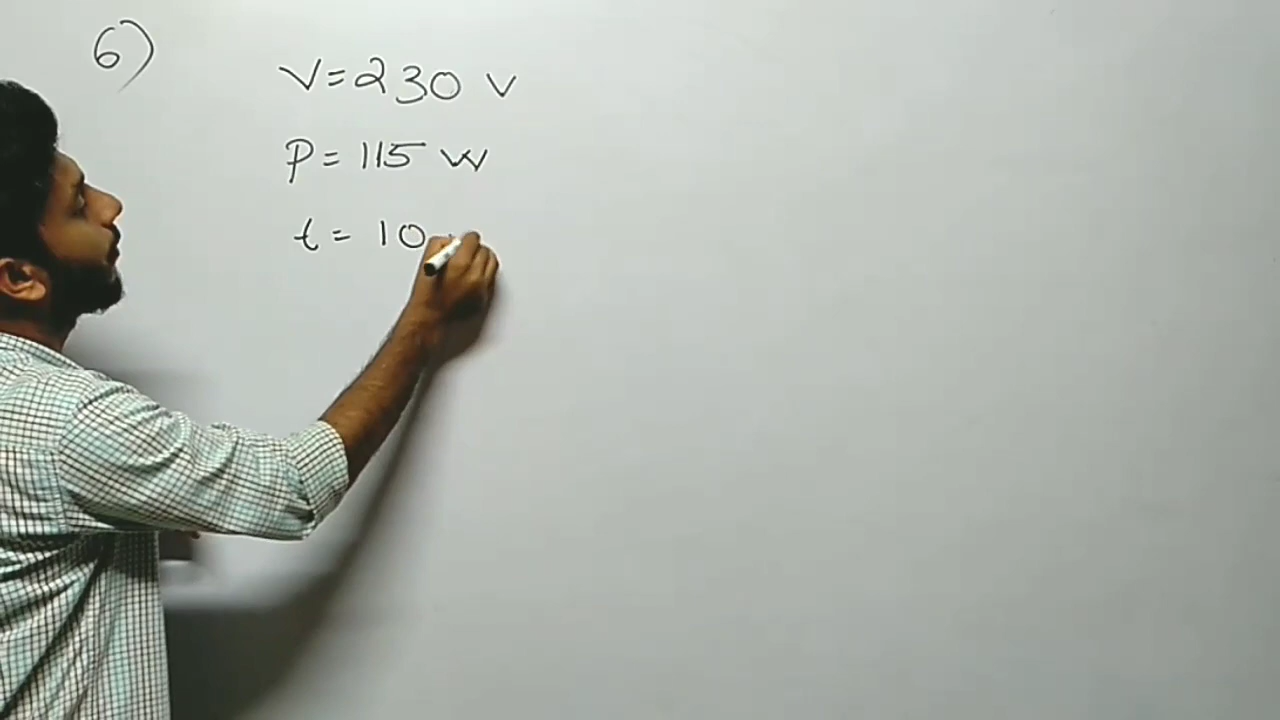 6)
V = 230 V
P = 115 W
t = 10